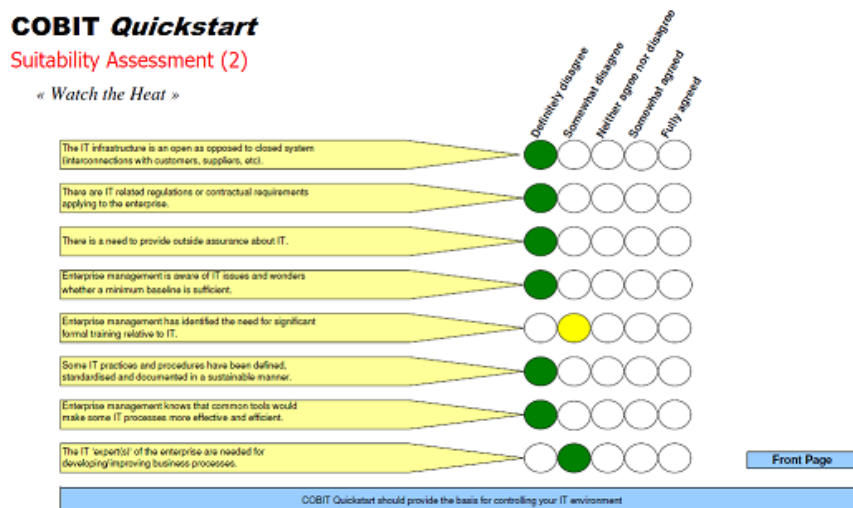 COBIT Quickstart
Suitability Assessment (2)
« Watch the Heat »
Definitely disagree
Somewhat disagree
Neither agree nor disagree
Somewhat agreed
Fully agreed
The IT infrastructure is an open as opposed to closed system
(interconnections with customers, suppliers, etc).
There are IT related regulations or contractual requirements
applying to the enterprise.
There is a need to provide outside assurance about IT.
Enterprise management is aware of IT issues and wonders
whether a minimum baseline is sufficient.
Enterprise management has identified the need for significant
formal training relative to IT.
Some IT practices and procedures have been defined,
standardised and documented in a sustainable manner.
Enterprise management knows that common tools would
make some IT processes more effective and efficient.
The IT 'expert(s)' of the enterprise are needed for
developing/improving business processes.
Front Page
COBIT Quickstart should provide the basis for controlling your IT environment